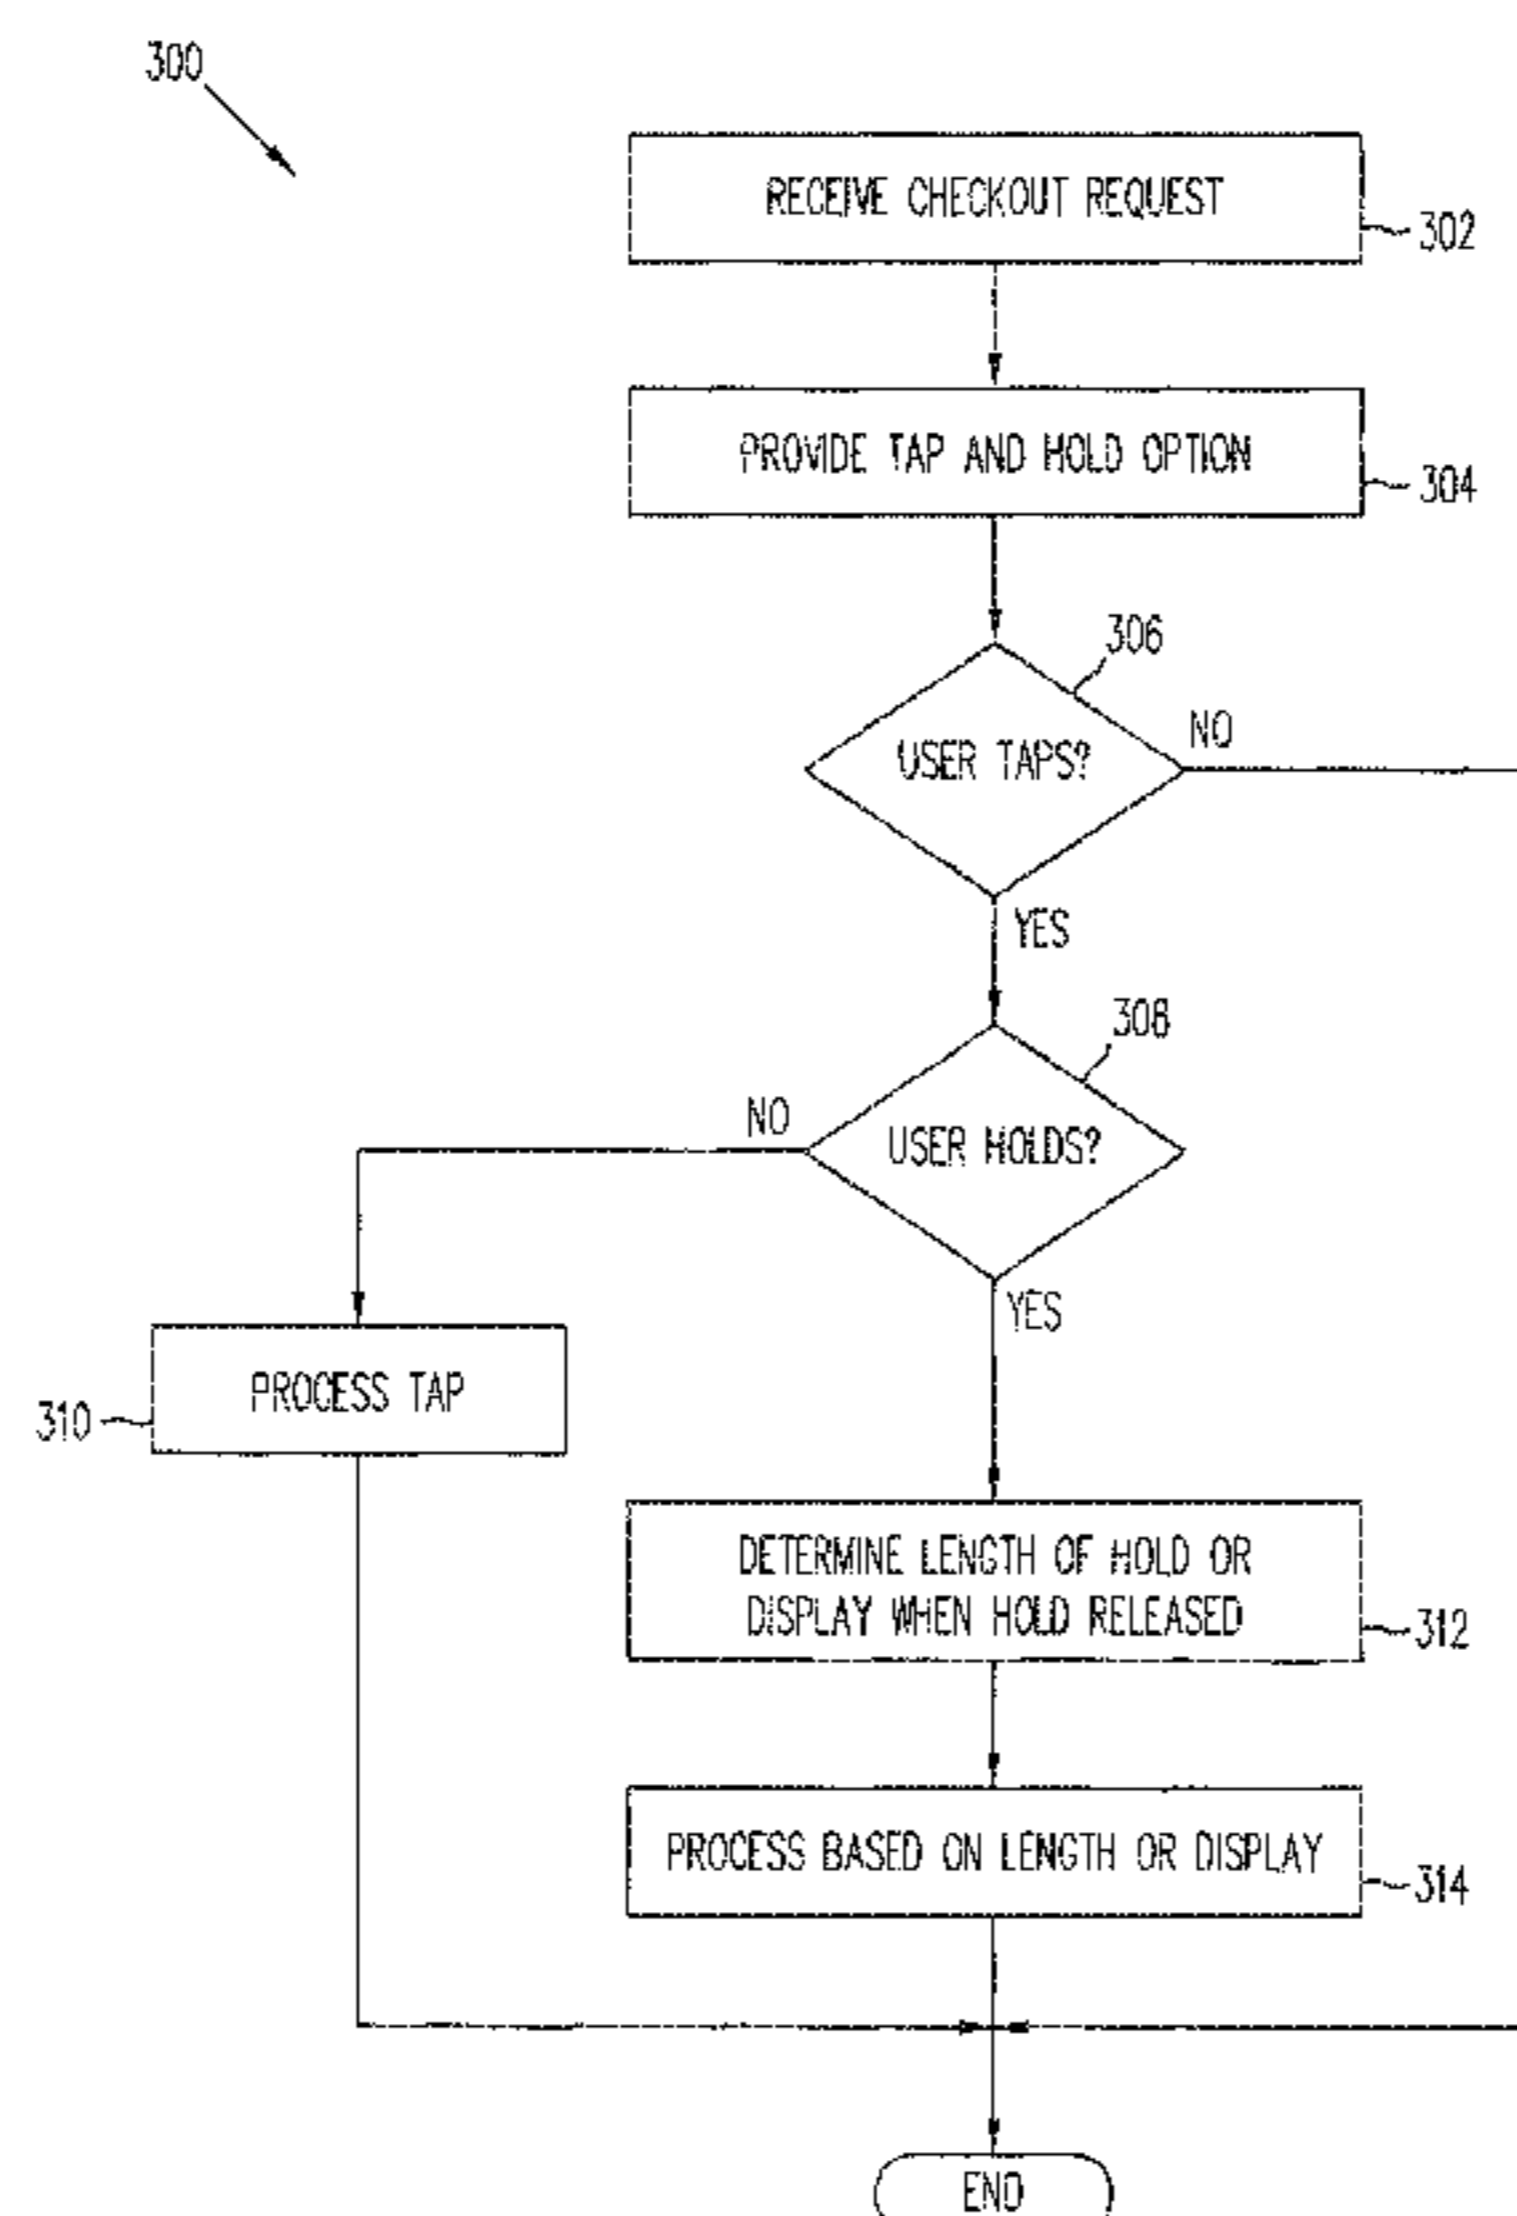 300
RECEIVE CHECKOUT REQUEST
302
PROVIDE TAP AND HOLD OPTION
304
306
USER TAPS?
NO
YES
308
NO
USER HOLDS?
YES
PROCESS TAP
310
DETERMINE LENGTH OF HOLD OR
DISPLAY WHEN HOLD RELEASED
312
PROCESS BASED ON LENGTH OR DISPLAY
314
END